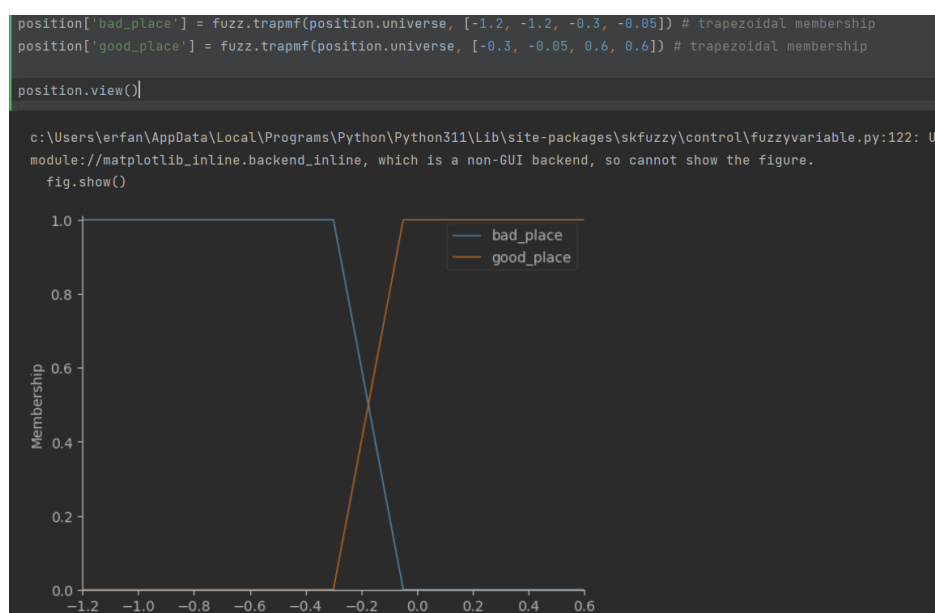 position['bad_place'] = fuzz.trapmf(position.universe, [-1.2, -1.2, -0.3, -0.05]) # trapezoidal membership
position['good_place'] = fuzz.trapmf(position.universe, [-0.3, -0.05, 0.6, 0.6]) # trapezoidal membership
position.view()
c:\Users\erfan\AppData\Local\Programs\Python\Python311\Lib\site-packages\skfuzzy\control\fuzzyvariable.py:122: U
module://matplotlib_inline.backend_inline, which is a non-GUI backend, so cannot show the figure.
fig.show()
1.0
bad_place
good_place
0.8
0.6
Membership
0.4
0.2
0.0
−1.2 −1.0 −0.8 −0.6 −0.4 −0.2 0.0 0.2 0.4 0.6